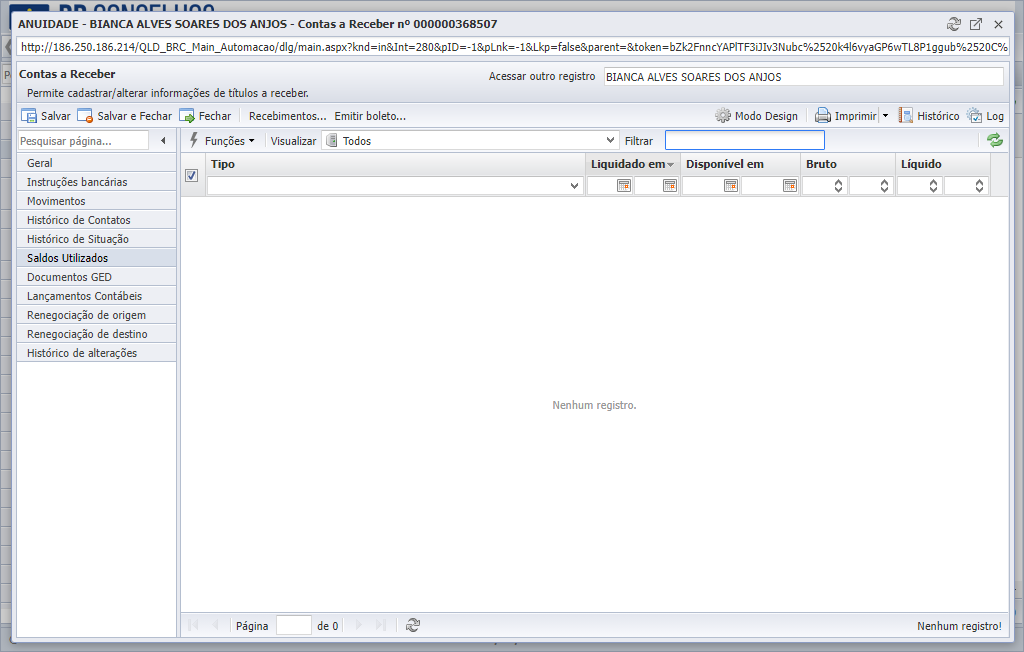 ANUIDADE - BIANCA ALVES SOARES DOS ANJOS - Contas a Receber nº 000000368507
http://186.250.186.214/QLD_BRC_Main_Automacao/dlg/main.aspx?knd=in&Int=280&pID=-1&pLnk=-1&Lkp=false&parent=&token=bZk2FnncYAPlTF3iJIv3Nubc%2520k4l6vyaGP6wTL8P1ggub%2520C%
Contas a Receber Acessar outro registro BIANCA ALVES SOARES DOS ANJOS
Permite cadastrar/alterar informações de títulos a receber.
Salvar Salvar e Fechar Fechar Recebimentos... Emitir boleto... Modo Design Imprimir Histórico Log
Pesquisar página... Funções Visualizar Todos Filtrar
Tipo Liquidado em Disponível em Bruto Líquido
Geral
Instruções bancárias
Movimentos
Histórico de Contatos
Histórico de Situação
Saldos Utilizados
Documentos GED
Lançamentos Contábeis
Renegociação de origem
Renegociação de destino
Histórico de alterações
Nenhum registro.
Página de 0 Nenhum registro!